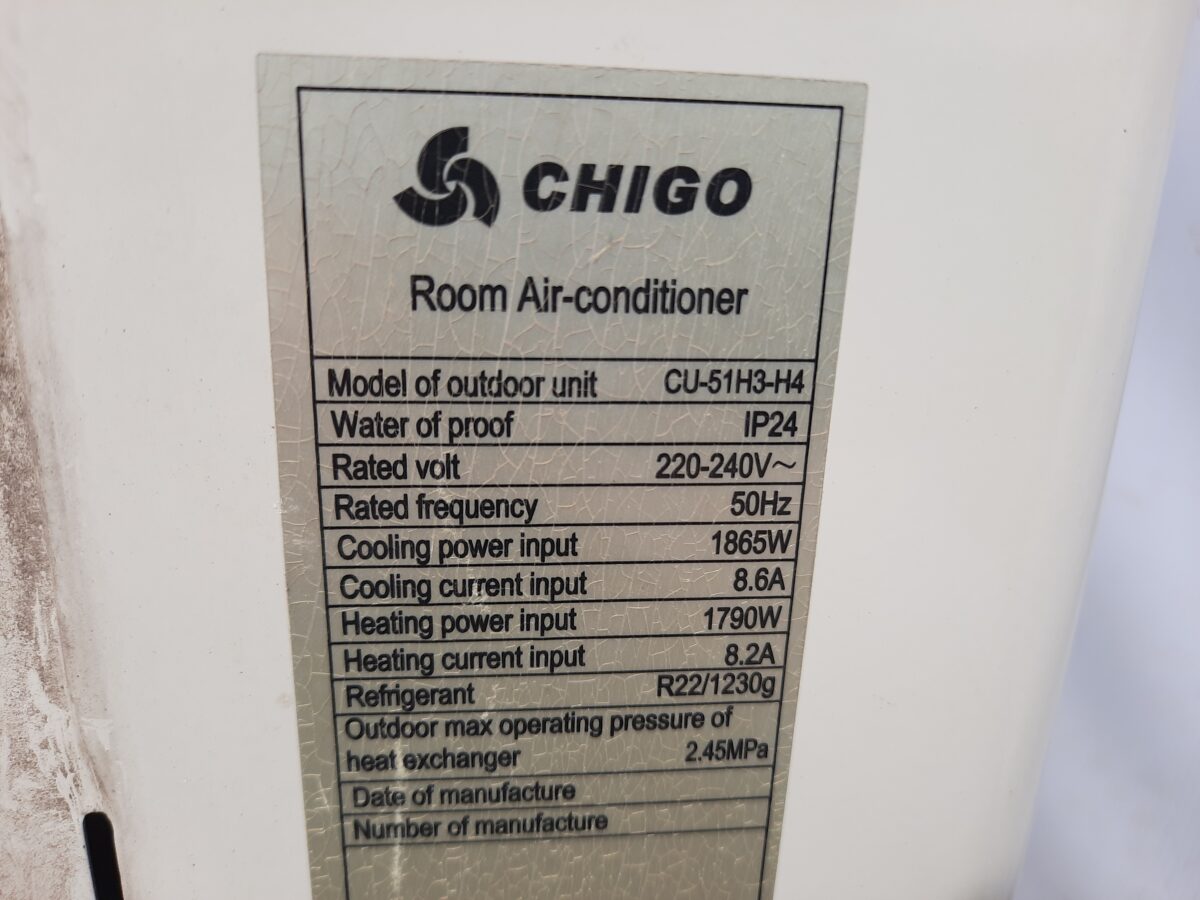 CHIGO
Room Air-conditioner
Model of outdoor unit CU-51H3-H4
Water of proof IP24
Rated volt 220-240V~
Rated frequency 50Hz
Cooling power input 1865W
Cooling current input 8.6A
Heating power input 1790W
Heating current input 8.2A
Refrigerant R22/1230g
Outdoor max operating pressure of
heat exchanger 2.45MPa
Date of manufacture
Number of manufacture